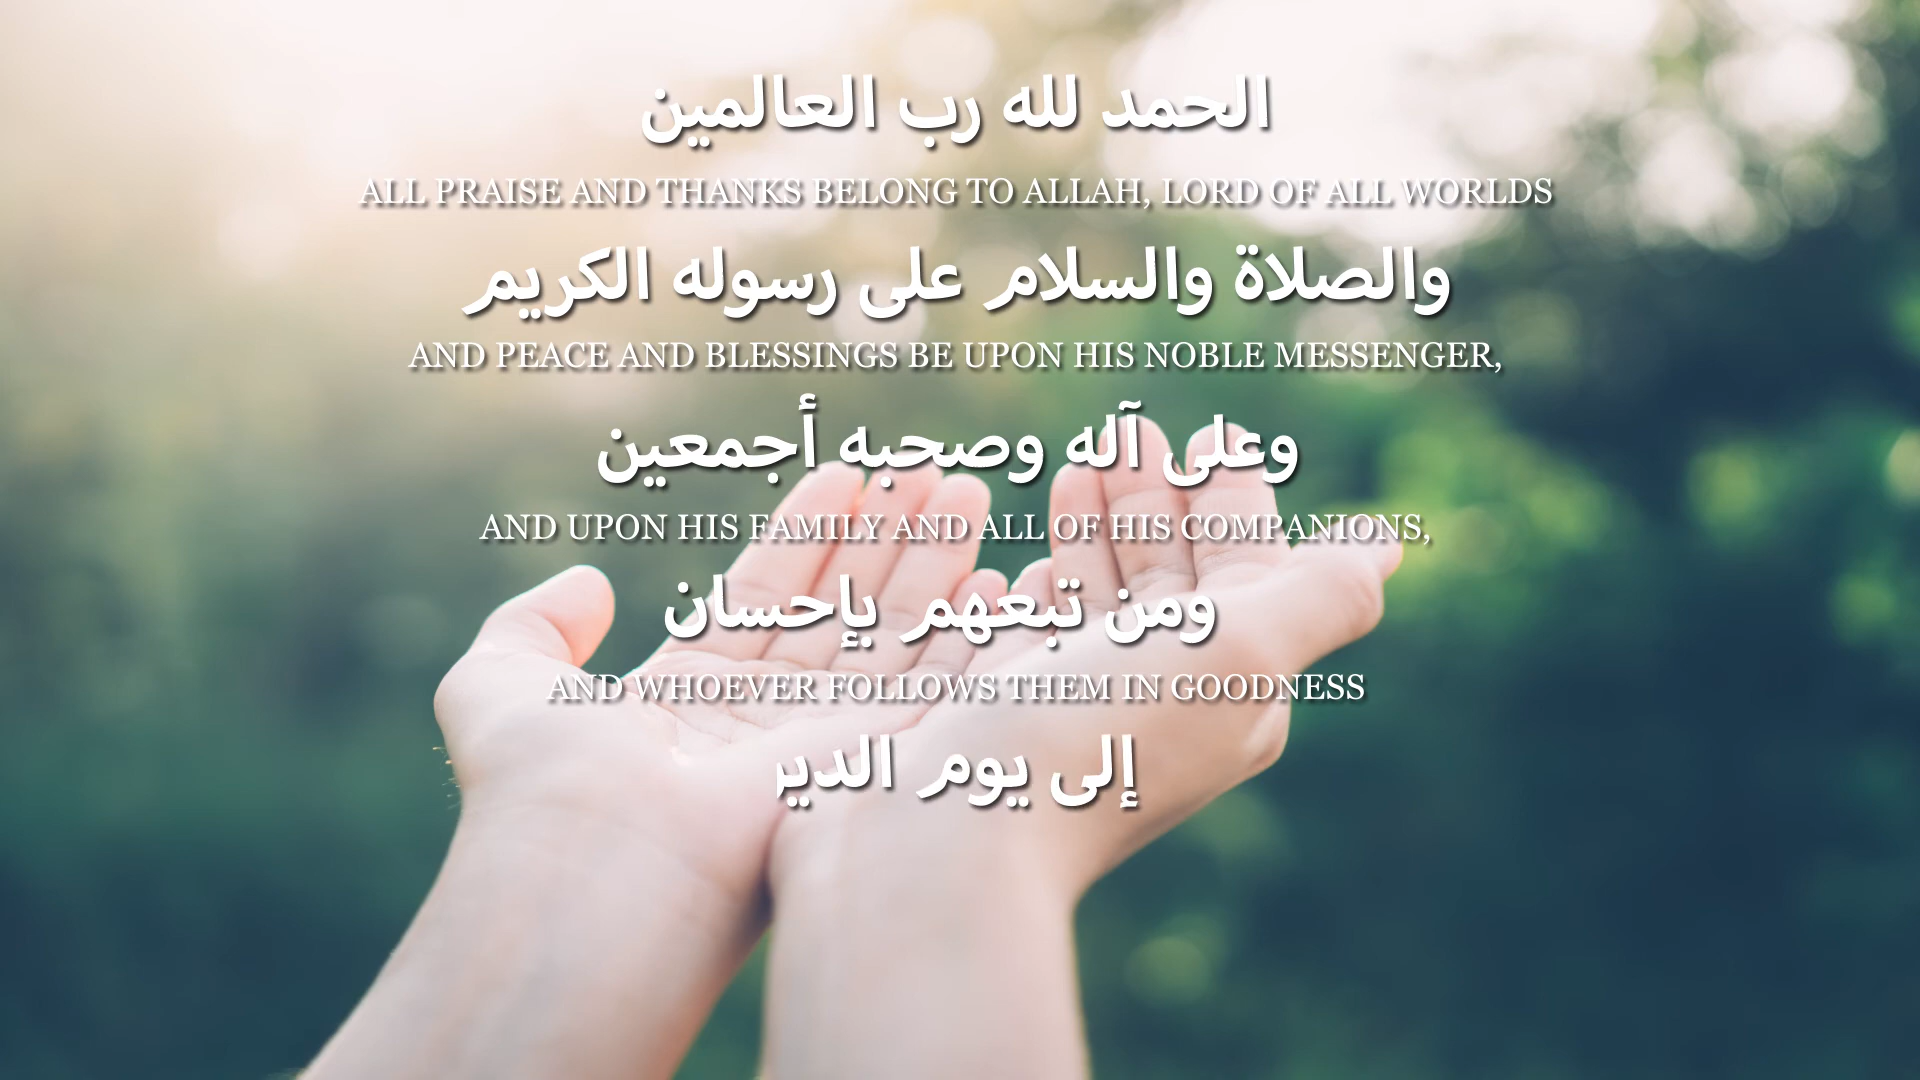 الحمد لله رب العالمين
ALL PRAISE AND THANKS BELONG TO ALLAH, LORD OF ALL WORLDS
والصلاة والسلام على رسوله الكريم
AND PEACE AND BLESSINGS BE UPON HIS NOBLE MESSENGER,
وعلى آله وصحبه أجمعين
AND UPON HIS FAMILY AND ALL OF HIS COMPANIONS,
ومن تبعهم بإحسان
AND WHOEVER FOLLOWS THEM IN GOODNESS
إلى يوم